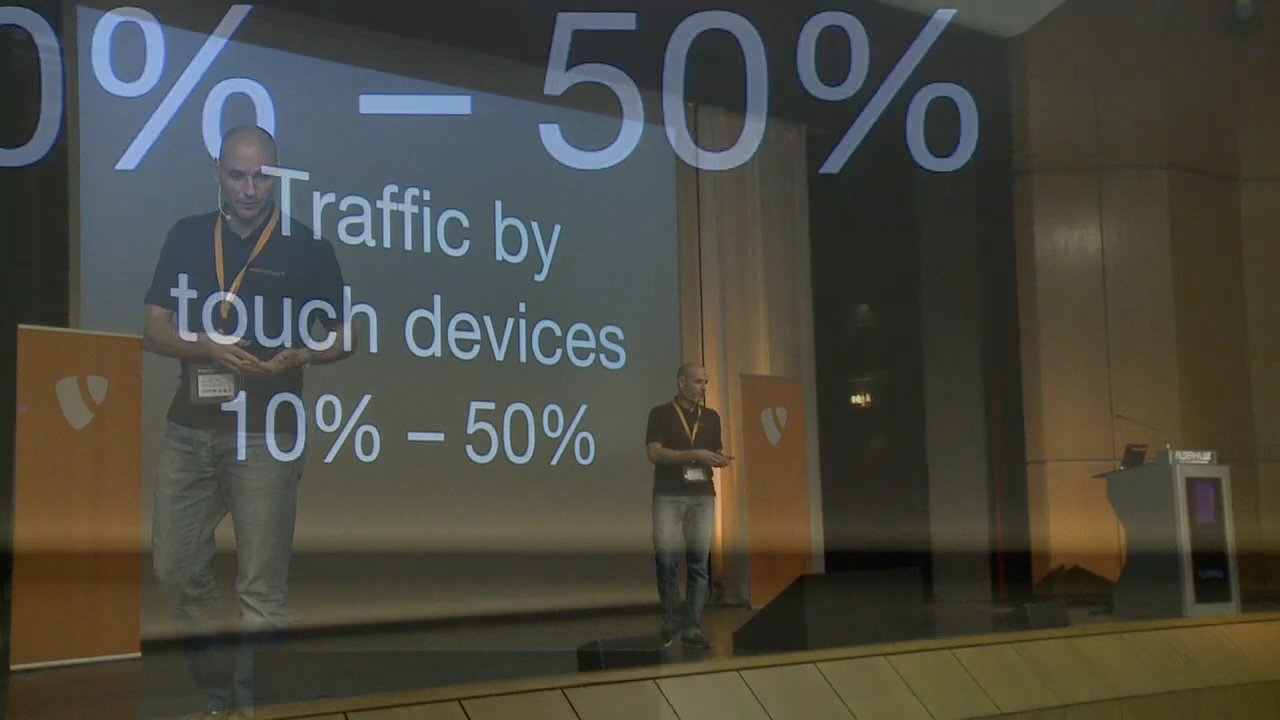 0% – 50%
Traffic by
touch devices
10% – 50%